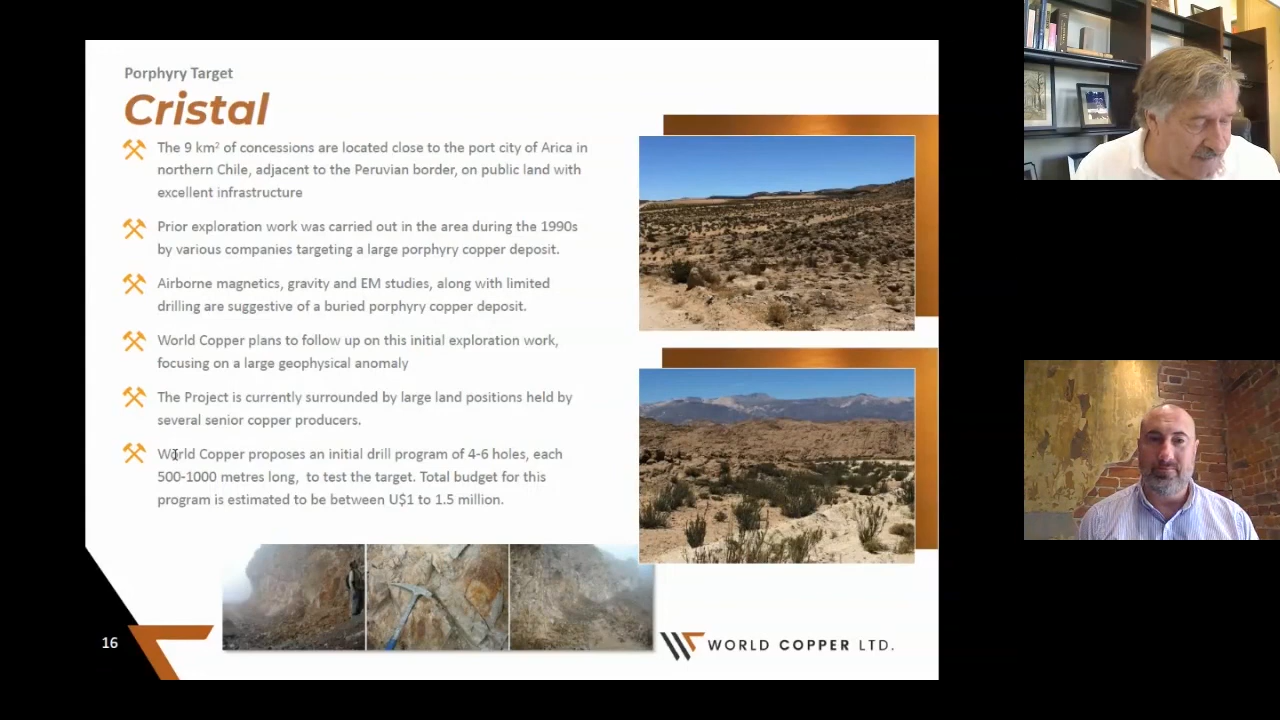 Porphyry Target
Cristal
The 9 km² of concessions are located close to the port city of Arica in
northern Chile, adjacent to the Peruvian border, on public land with
excellent infrastructure
Prior exploration work was carried out in the area during the 1990s
by various companies targeting a large porphyry copper deposit.
Airborne magnetics, gravity and EM studies, along with limited
drilling are suggestive of a buried porphyry copper deposit.
World Copper plans to follow up on this initial exploration work,
focusing on a large geophysical anomaly
The Project is currently surrounded by large land positions held by
several senior copper producers.
World Copper proposes an initial drill program of 4-6 holes, each
500-1000 metres long, to test the target. Total budget for this
program is estimated to be between U$1 to 1.5 million.
16
WORLD COPPER LTD.